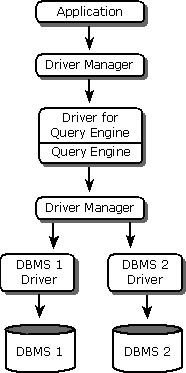 Application
Driver Manager
Driver for
Query Engine
Query Engine
Driver Manager
DBMS 1
Driver
DBMS 2
Driver
DBMS 1
DBMS 2